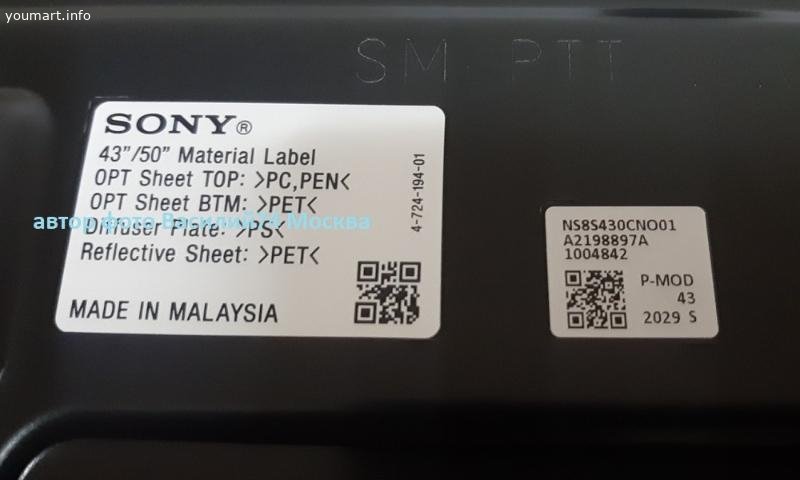 youmart.info
SM PTT
SONY®
43”/50” Material Label
OPT Sheet TOP: >PC,PEN<
OPT Sheet BTM: >PET<
автор фото Василий74 Москва
Diffuser Plate: >PS<
Reflective Sheet: >PET<
MADE IN MALAYSIA
4-724-194-01
NS8S430CNO01
A2198897A
1004842
P-MOD
43
2029 S